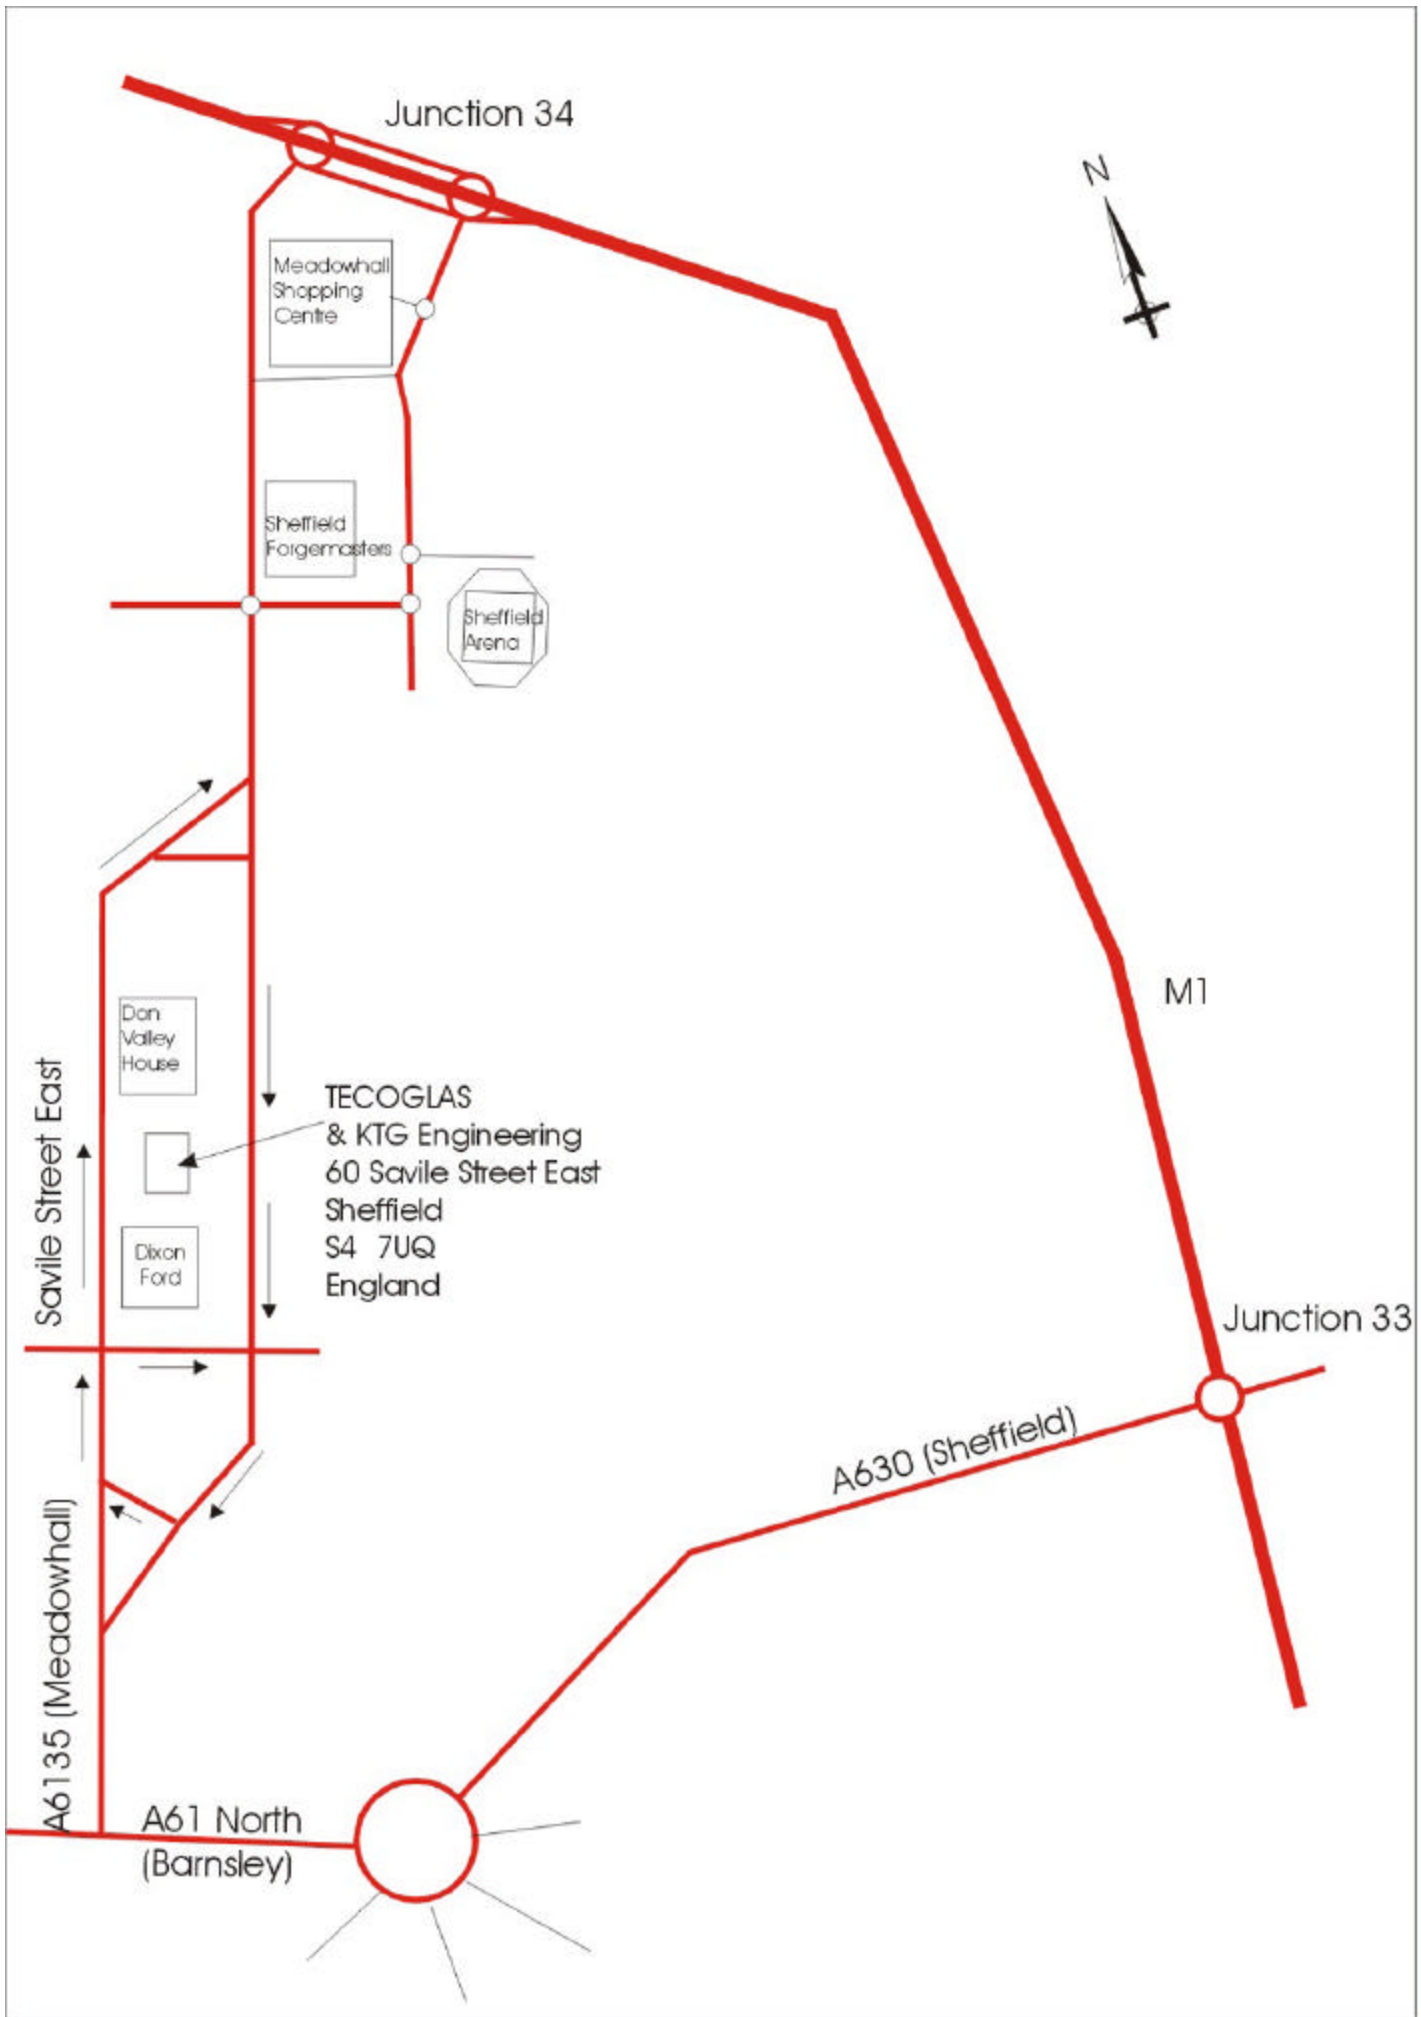 Junction 34
N
Meadowhall
Shopping
Centre
Sheffield
Forgemasters
Sheffield
Arena
M1
Don
Valley
House
Savile Street East
TECOGLAS
& KTG Engineering
60 Savile Street East
Sheffield
S4 7UQ
England
Dixon
Ford
Junction 33
A630 (Sheffield)
A6135 (Meadowhall)
A61 North
(Barnsley)